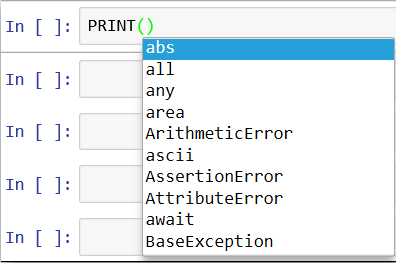 In [ ]: PRINT()
abs
In [ ]:
all
any
area
In [ ]:
ArithmeticError
ascii
AssertionError
In [ ]:
AttributeError
await
In [ ]:
BaseException